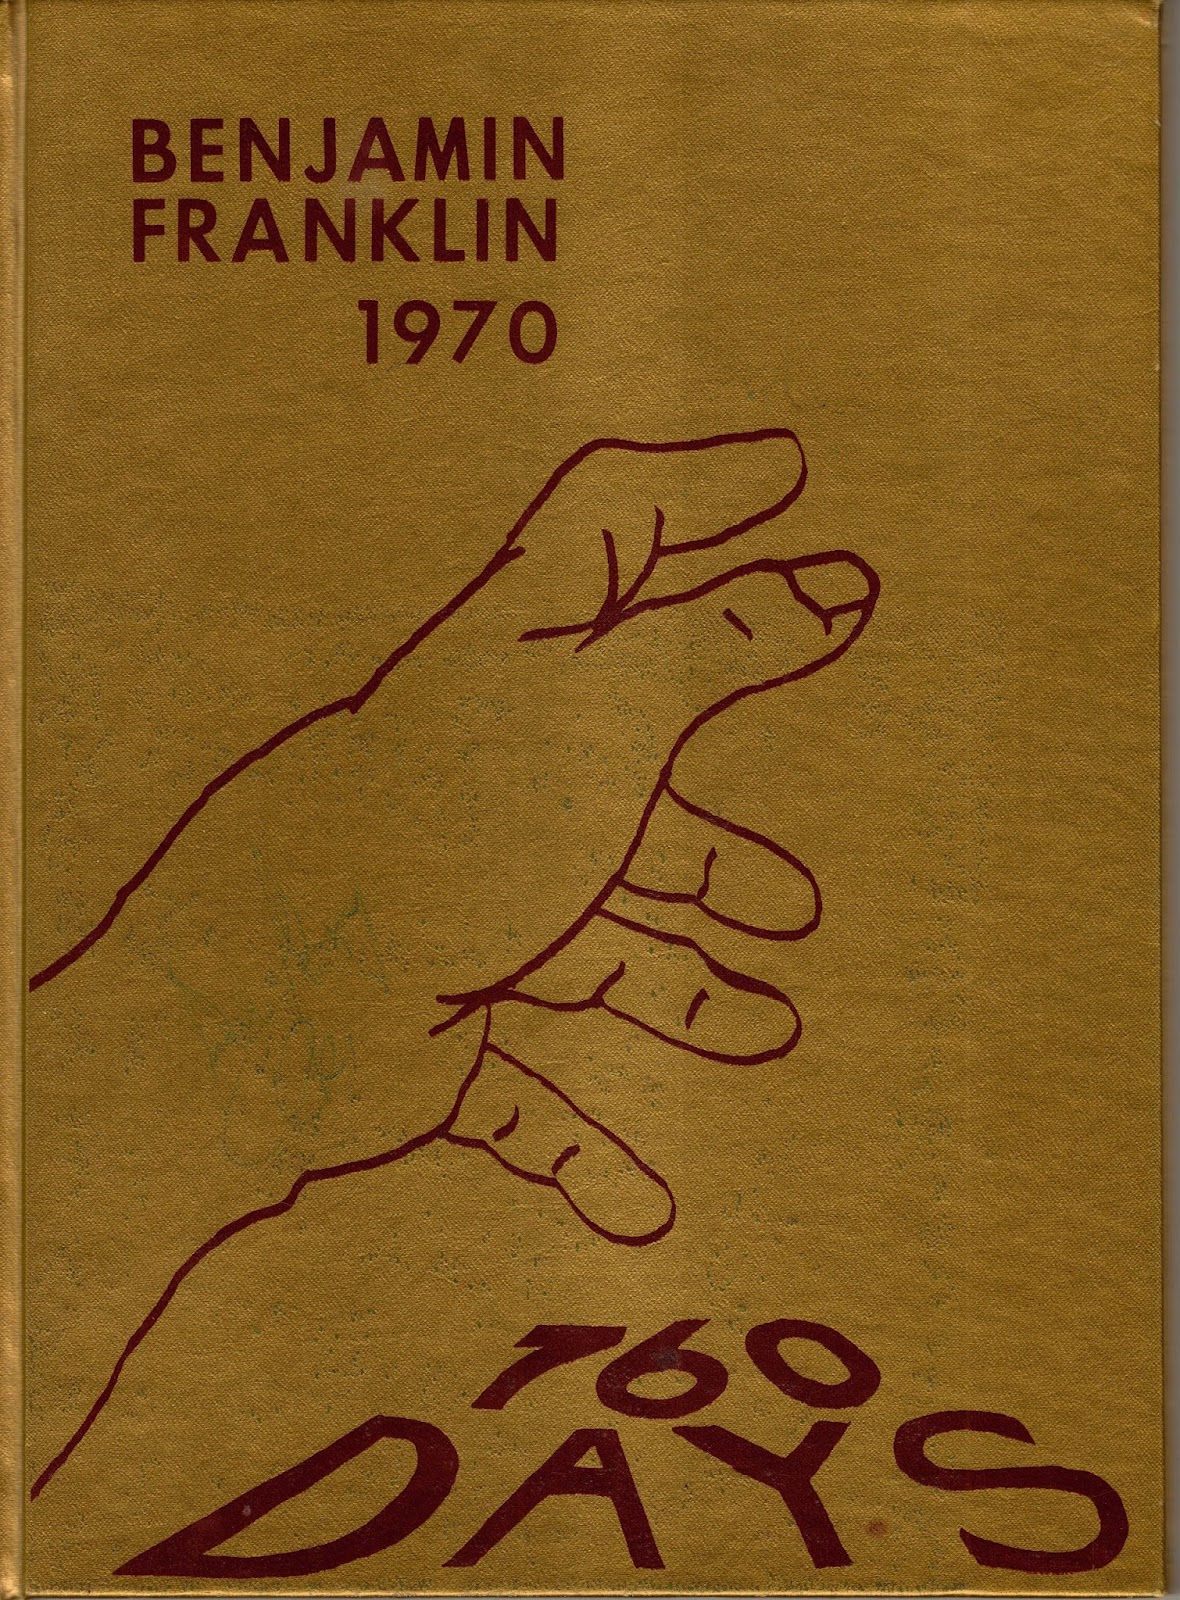 BENJAMIN
FRANKLIN
1970
760
DAYS